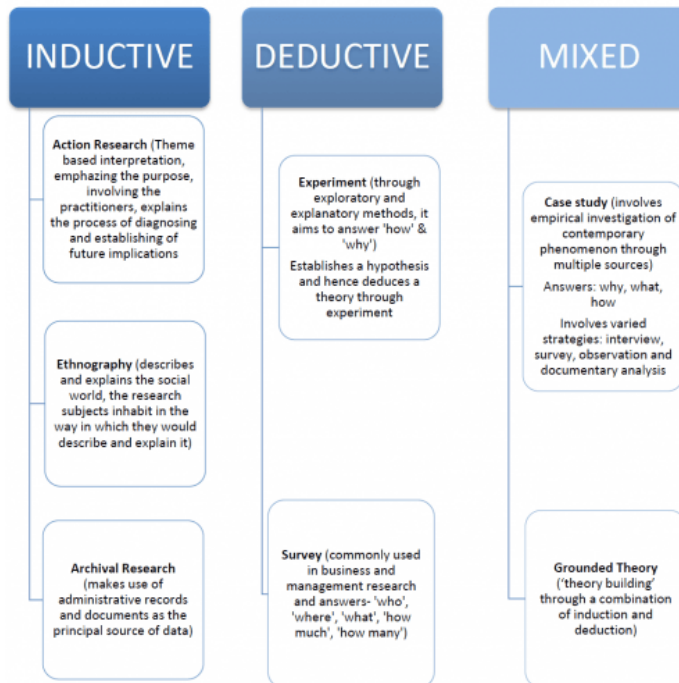 INDUCTIVE
Action Research (Theme
based interpretation,
emphazing the purpose,
involving the
practitioners, explains
the process of diagnosing
and establishing of
future implications
Ethnography (describes
and explains the social
world, the research
subjects inhabit in the
way in which they would
describe and explain it)
Archival Research
(makes use of
administrative records
and documents as the
principal source of data)
DEDUCTIVE
Experiment (through
exploratory and
explanatory methods, it
aims to answer 'how' &
'why')
Establishes a hypothesis
and hence deduces a
theory through
experiment
Survey (commonly used
in business and
management research
and answers- 'who',
'where', 'what', 'how
much', 'how many')
MIXED
Case study (involves
empirical investigation of
contemporary
phenomenon through
multiple sources)
Answers: why, what,
how
Involves varied
strategies: interview,
survey, observation and
documentary analysis
Grounded Theory
('theory building'
through a combination
of induction and
deduction)